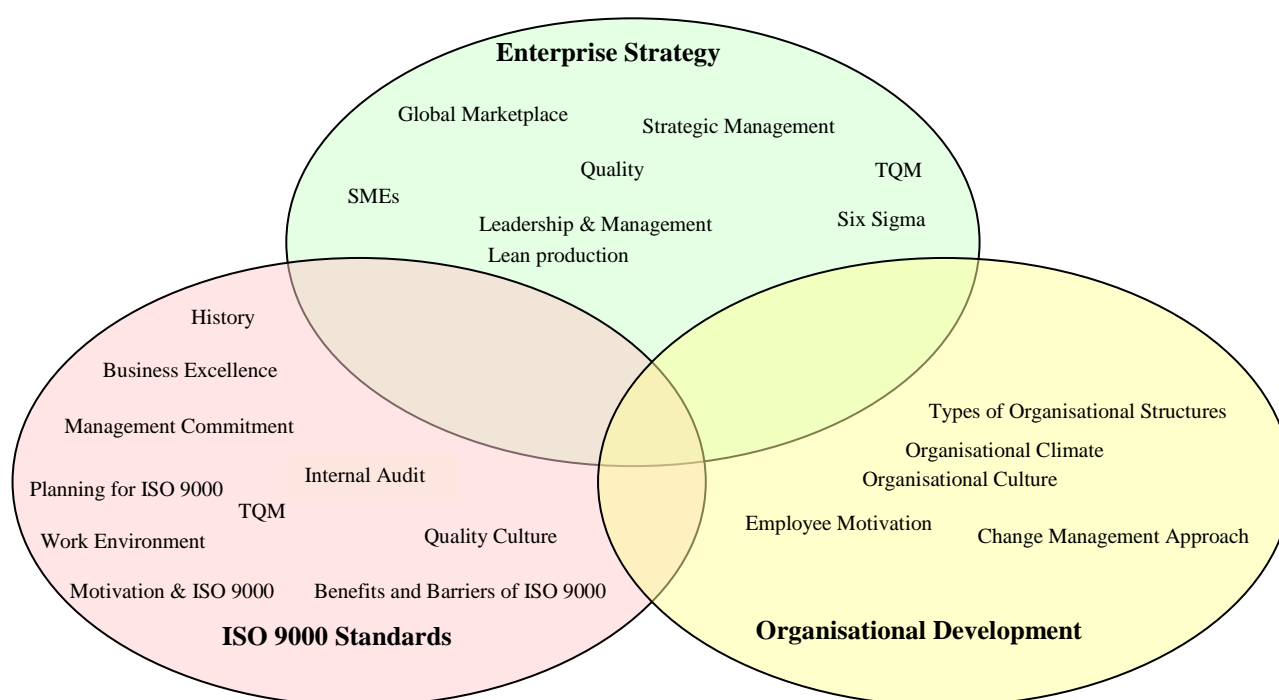 Enterprise Strategy
Global Marketplace
Strategic Management
Quality
TQM
SMEs
Six Sigma
Leadership & Management
Lean production
History
Business Excellence
Management Commitment
Internal Audit
Planning for ISO 9000
TQM
Work Environment
Quality Culture
Motivation & ISO 9000
Benefits and Barriers of ISO 9000
ISO 9000 Standards
Types of Organisational Structures
Organisational Climate
Organisational Culture
Employee Motivation
Change Management Approach
Organisational Development